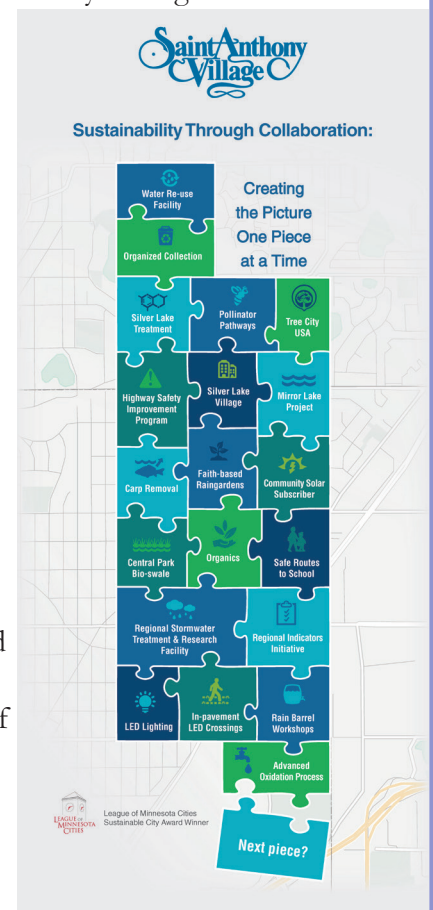 Saint Anthony
Village
Sustainability Through Collaboration:
Creating
the Picture
One Piece
at a Time
Water Re-use
Facility
Organized Collection
Silver Lake
Treatment
Pollinator
Pathways
Tree City
USA
Highway Safety
Improvement
Program
Silver Lake
Village
Mirror Lake
Project
Carp Removal
Faith-based
Raingardens
Community Solar
Subscriber
Central Park
Bio-swale
Organics
Safe Routes
to School
Regional Stormwater
Treatment & Research
Facility
Regional Indicators
Initiative
LED Lighting
In-pavement
LED Crossings
Rain Barrel
Workshops
Advanced
Oxidation Process
Next piece?
League of
Minnesota
Cities
League of Minnesota Cities
Sustainable City Award Winner